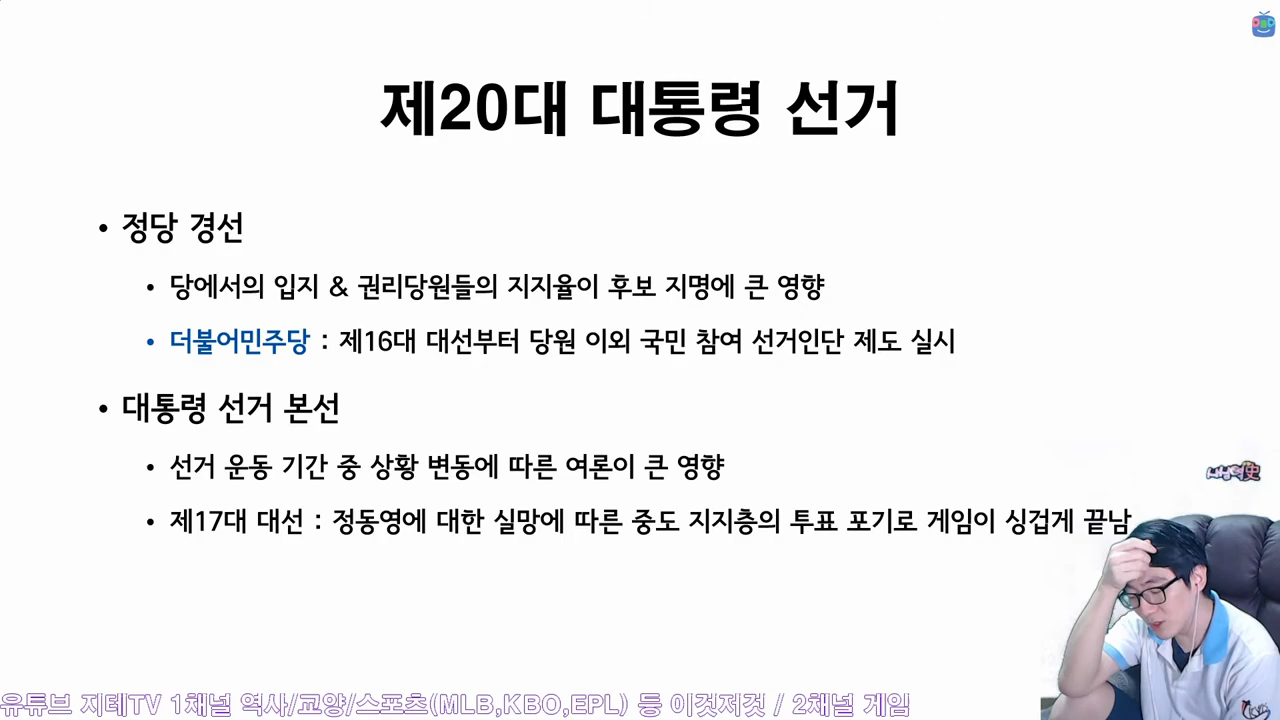 제20대 대통령 선거
• 정당 경선
• 당에서의 입지 & 권리당원들의 지지율이 후보 지명에 큰 영향
• 더불어민주당 : 제16대 대선부터 당원 이외 국민 참여 선거인단 제도 실시
• 대통령 선거 본선
• 선거 운동 기간 중 상황 변동에 따른 여론이 큰 영향
• 제17대 대선 : 정동영에 대한 실망에 따른 중도 지지층의 투표 포기로 게임이 싱겁게 끝남
유튜브 지테TV 1채널 역사/교양/스포츠(MLB,KBO,EPL) 등 이것저것 / 2채널 게임